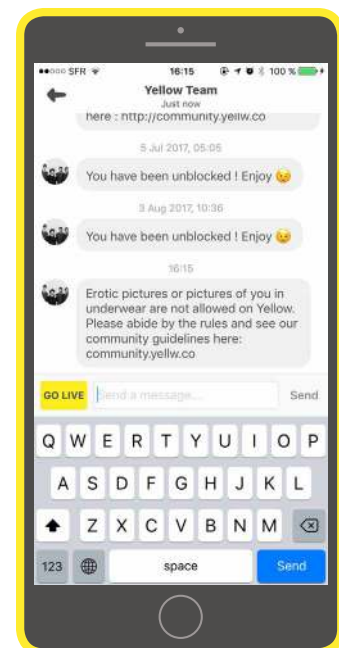 SFR 16:15 100 %
Yellow Team
Just now
here : http://community.yellw.co
5 Jul 2017, 05:05
You have been unblocked ! Enjoy 😉
3 Aug 2017, 10:36
You have been unblocked ! Enjoy 😉
16:15
Erotic pictures or pictures of you in
underwear are not allowed on Yellow.
Please abide by the rules and see our
community guidelines here:
community.yellw.co
GO LIVE Send a message... Send
Q W E R T Y U I O P
A S D F G H J K L
Z X C V B N M
123 space Send